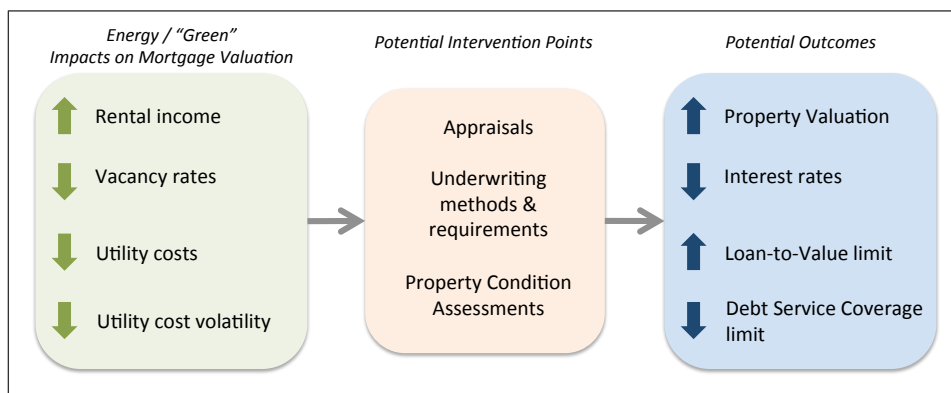 Energy / “Green”
Impacts on Mortgage Valuation
Rental income
Vacancy rates
Utility costs
Utility cost volatility
Potential Intervention Points
Appraisals
Underwriting
methods &
requirements
Property Condition
Assessments
Potential Outcomes
Property Valuation
Interest rates
Loan-to-Value limit
Debt Service Coverage
limit